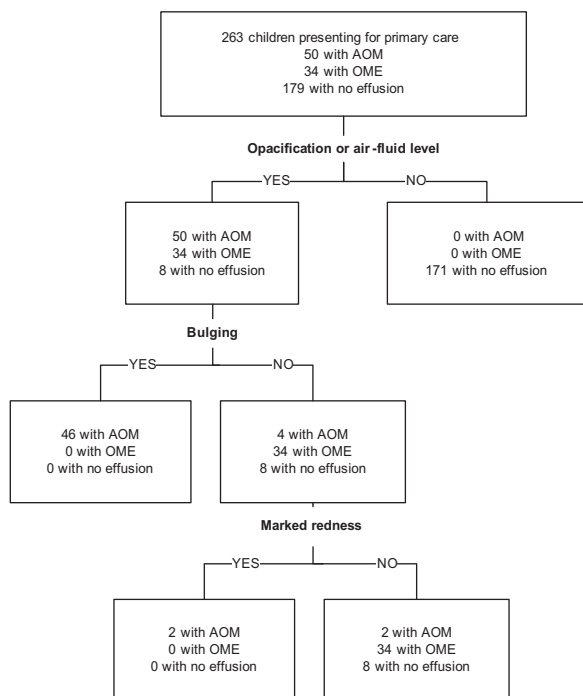 263 children presenting for primary care
50 with AOM
34 with OME
179 with no effusion
Opacification or air-fluid level
YES
NO
50 with AOM
34 with OME
8 with no effusion
0 with AOM
0 with OME
171 with no effusion
Bulging
YES
NO
46 with AOM
0 with OME
0 with no effusion
4 with AOM
34 with OME
8 with no effusion
Marked redness
YES
NO
2 with AOM
0 with OME
0 with no effusion
2 with AOM
34 with OME
8 with no effusion